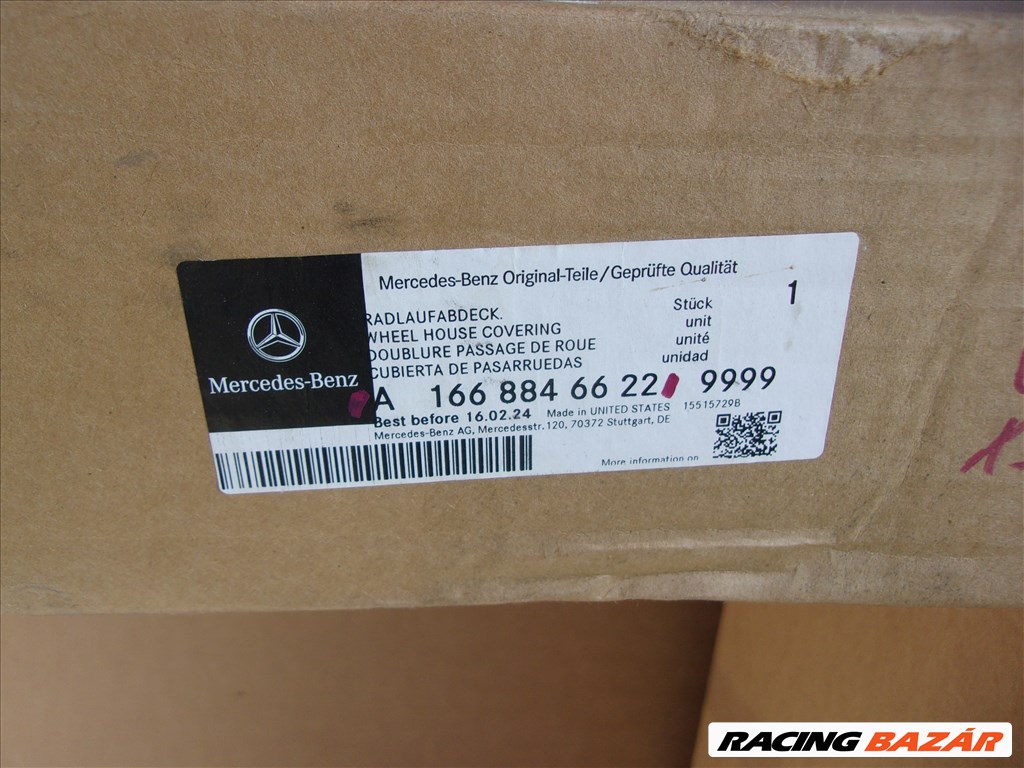 Mercedes-Benz Original-Teile/Geprüfte Qualität
1
RADLAUFABDECK.
WHEEL HOUSE COVERING
DOUBLURE PASSAGE DE ROUE
CUBIERTA DE PASARRUEDAS
Stück
unit
unité
unidad
Mercedes-Benz
A 166 884 66 22 9999
Best before 16.02.24 Made in UNITED STATES 15515729B
Mercedes-Benz AG, Mercedesstr.120, 70372 Stuttgart, DE
More information on
RACING BAZÁR